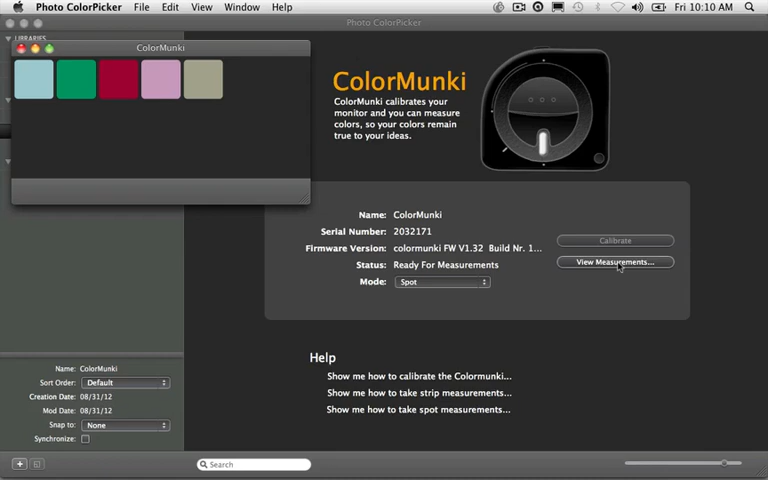 Photo ColorPicker File Edit View Window Help Fri 10:10 AM
Photo ColorPicker
ColorMunki
ColorMunki
ColorMunki calibrates your
monitor and you can measure
colors, so your colors remain
true to your ideas.
Name: ColorMunki
Serial Number: 2032171
Firmware Version: colormunki FW V1.32 Build Nr. 1...
Status: Ready For Measurements
Mode: Spot
Calibrate
View Measurements...
Help
Show me how to calibrate the Colormunki...
Show me how to take strip measurements...
Show me how to take spot measurements...
Name: ColorMunki
Sort Order: Default
Creation Date: 08/31/12
Mod Date: 08/31/12
Snap to: None
Synchronize:
Search